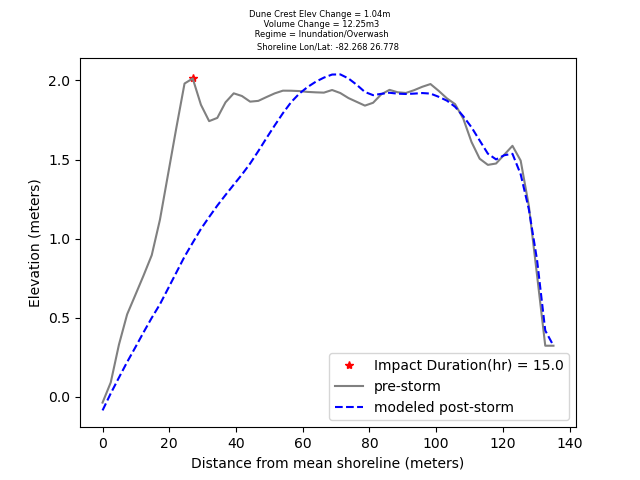 Dune Crest Elev Change = 1.04m
Volume Change = 12.25m3
Regime = Inundation/Overwash
Shoreline Lon/Lat: -82.268 26.778
2.0
1.5
1.0
0.5
0.0
Elevation (meters)
Impact Duration(hr) = 15.0
pre-storm
modeled post-storm
0 20 40 60 80 100 120 140
Distance from mean shoreline (meters)